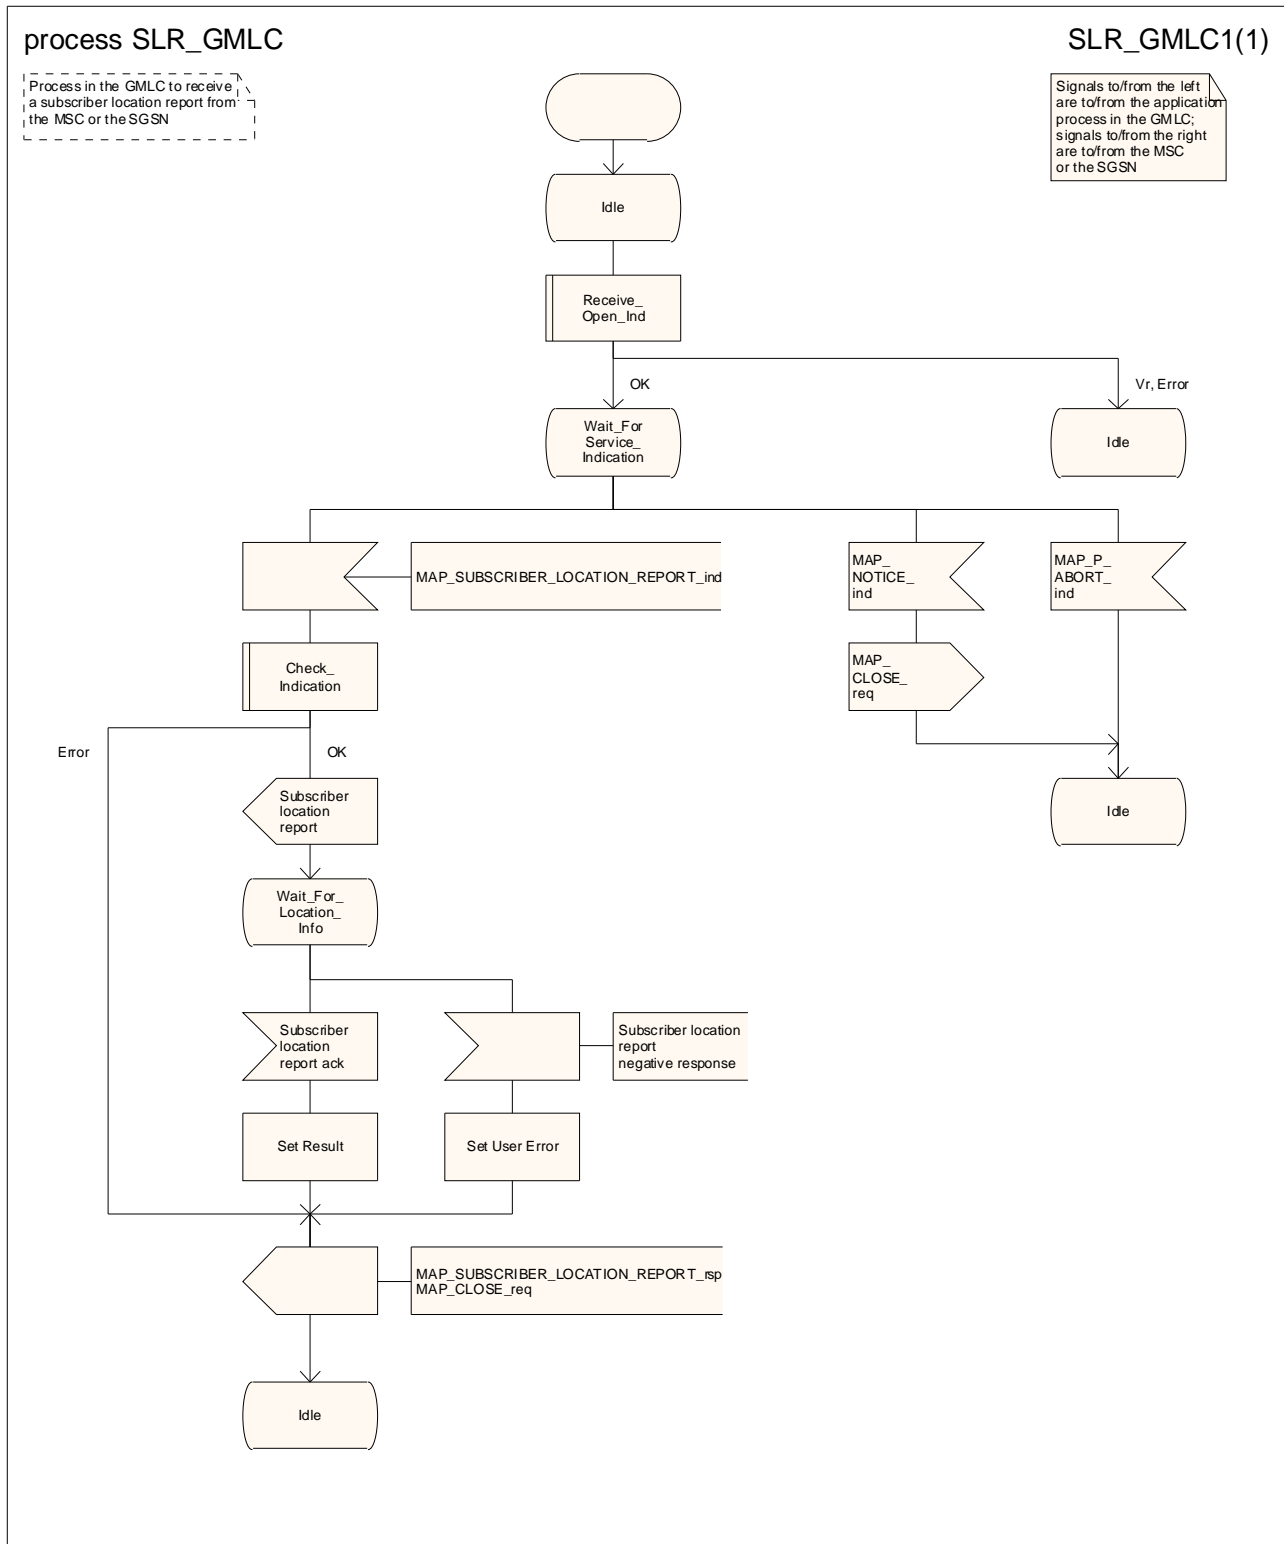 process SLR_GMLC
SLR_GMLC1(1)
Process in the GMLC to receive
a subscriber location report from
the MSC or the SGSN
Signals to/from the left
are to/from the application
process in the GMLC;
signals to/from the right
are to/from the MSC
or the SGSN
Idle
Receive_
Open_Ind
OK
Vr, Error
Wait_For
Service_
Indication
Idle
MAP_SUBSCRIBER_LOCATION_REPORT_ind
MAP_
NOTICE_
ind
MAP_P_
ABORT_
ind
Check_
Indication
MAP_
CLOSE_
req
Error
OK
Subscriber
location
report
Idle
Wait_For_
Location_
Info
Subscriber
location
report ack
Subscriber location
report
negative response
Set Result
Set User Error
MAP_SUBSCRIBER_LOCATION_REPORT_rsp
MAP_CLOSE_req
Idle